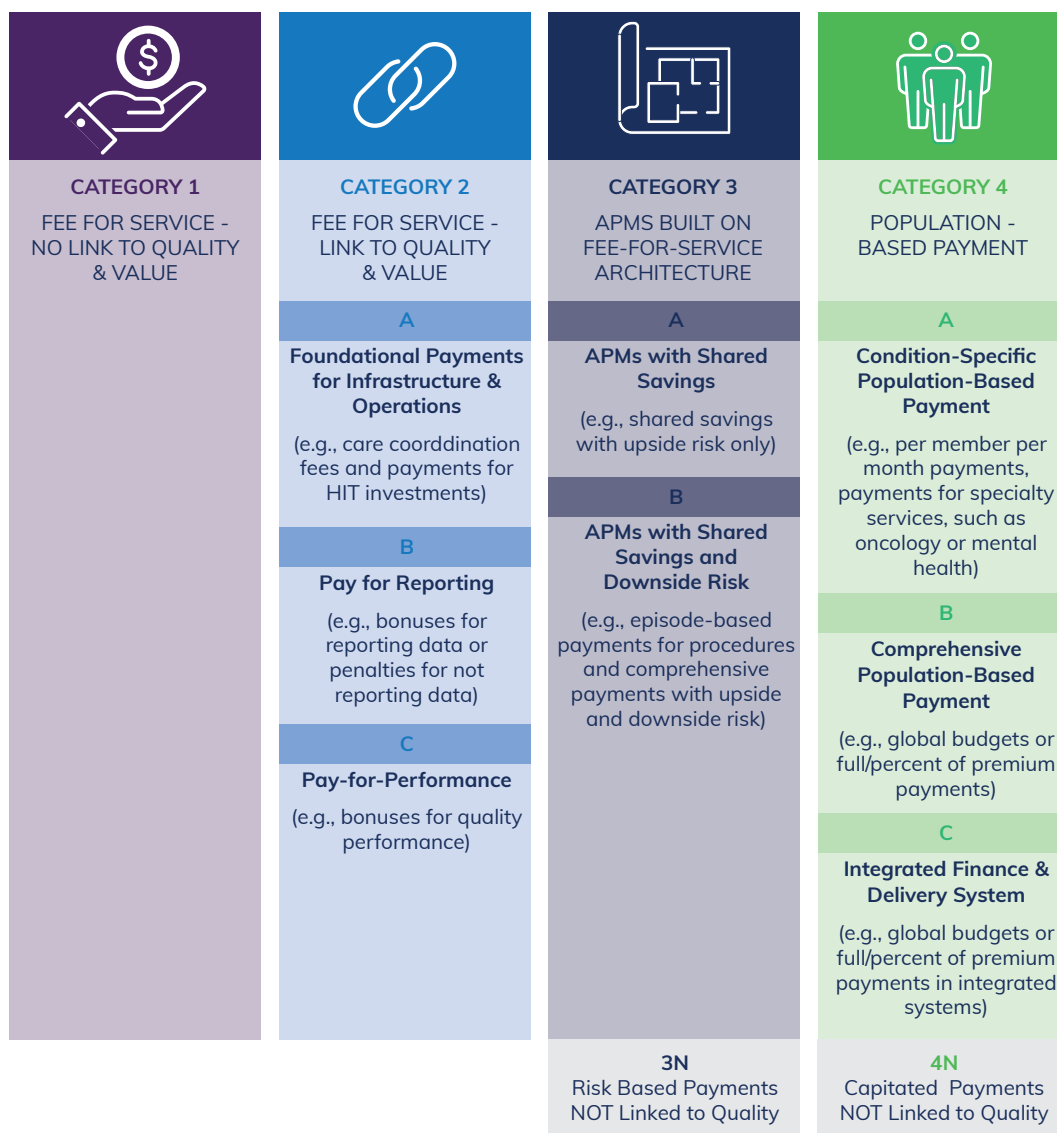 $
CATEGORY 1
FEE FOR SERVICE -
NO LINK TO QUALITY
& VALUE
CATEGORY 2
FEE FOR SERVICE -
LINK TO QUALITY
& VALUE
A
Foundational Payments
for Infrastructure &
Operations
(e.g., care coorddination
fees and payments for
HIT investments)
B
Pay for Reporting
(e.g., bonuses for
reporting data or
penalties for not
reporting data)
C
Pay-for-Performance
(e.g., bonuses for quality
performance)
CATEGORY 3
APMS BUILT ON
FEE-FOR-SERVICE
ARCHITECTURE
A
APMs with Shared
Savings
(e.g., shared savings
with upside risk only)
B
APMs with Shared
Savings and
Downside Risk
(e.g., episode-based
payments for procedures
and comprehensive
payments with upside
and downside risk)
3N
Risk Based Payments
NOT Linked to Quality
CATEGORY 4
POPULATION -
BASED PAYMENT
A
Condition-Specific
Population-Based
Payment
(e.g., per member per
month payments,
payments for specialty
services, such as
oncology or mental
health)
B
Comprehensive
Population-Based
Payment
(e.g., global budgets or
full/percent of premium
payments)
C
Integrated Finance &
Delivery System
(e.g., global budgets or
full/percent of premium
payments in integrated
systems)
4N
Capitated  Payments
NOT Linked to Quality